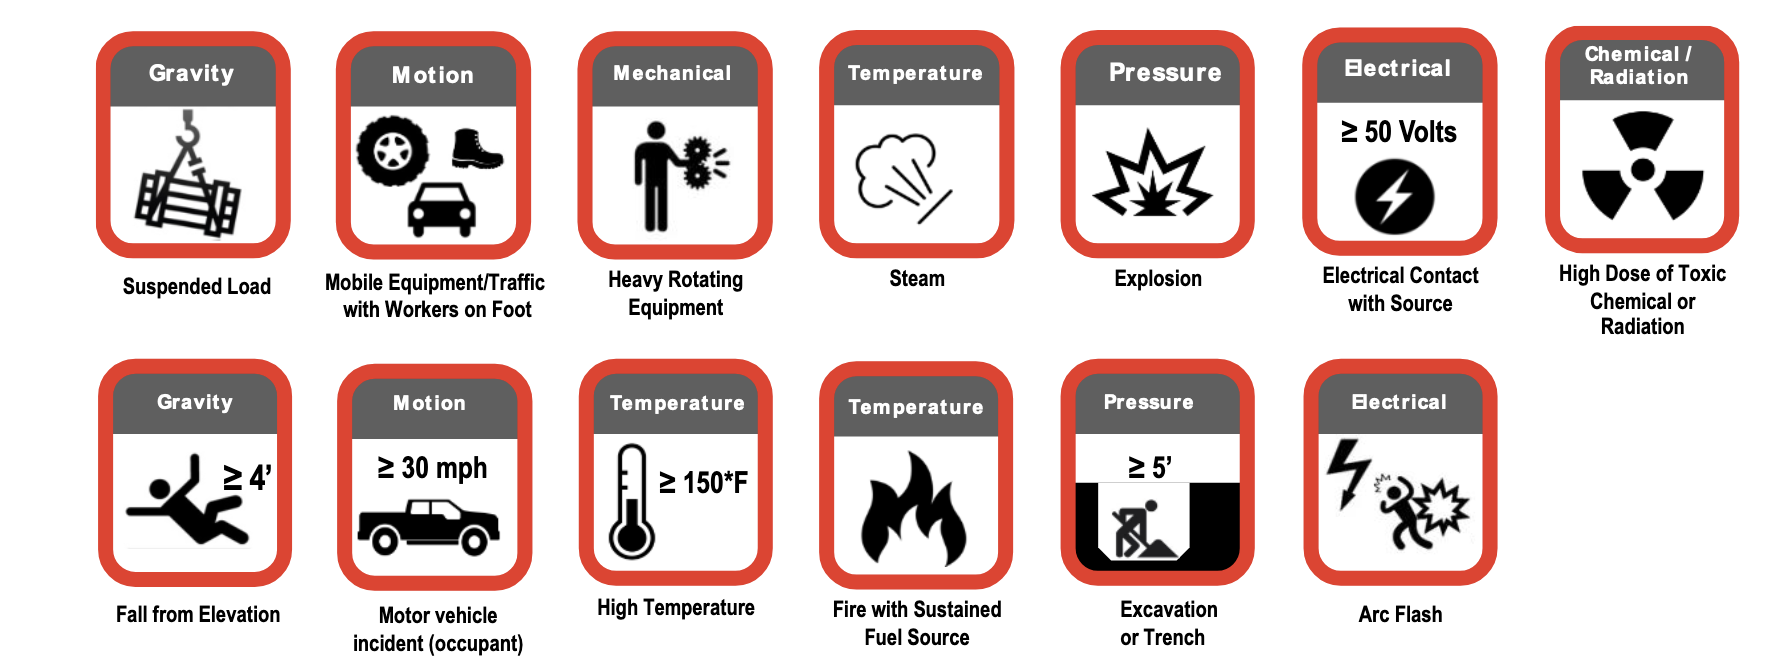 Gravity
Suspended Load
Motion
Mobile Equipment/Traffic
with Workers on Foot
Mechanical
Heavy Rotating
Equipment
Temperature
Steam
Pressure
Explosion
Electrical
≥ 50 Volts
Electrical Contact
with Source
Chemical /
Radiation
High Dose of Toxic
Chemical or
Radiation
Gravity
≥ 4’
Fall from Elevation
Motion
≥ 30 mph
Motor vehicle
incident (occupant)
Temperature
≥ 150*F
High Temperature
Temperature
Fire with Sustained
Fuel Source
Pressure
≥ 5’
Excavation
or Trench
Electrical
Arc Flash